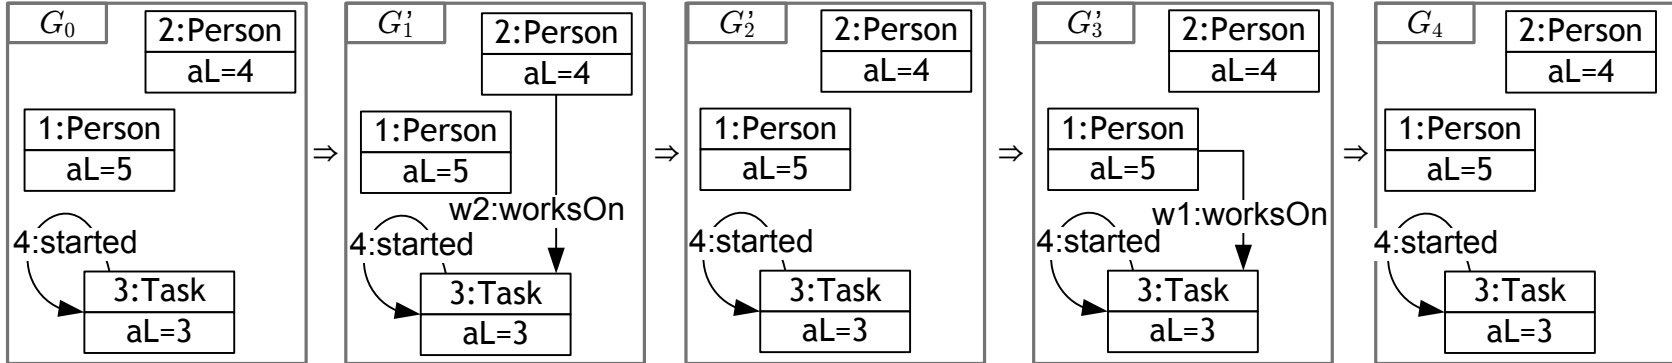 G0
2:Person
aL=4
1:Person
aL=5
4:started
3:Task
aL=3
⇒
G1’
2:Person
aL=4
1:Person
aL=5
w2:worksOn
4:started
3:Task
aL=3
⇒
G2’
2:Person
aL=4
1:Person
aL=5
4:started
3:Task
aL=3
⇒
G3’
2:Person
aL=4
1:Person
aL=5
w1:worksOn
4:started
3:Task
aL=3
⇒
G4
2:Person
aL=4
1:Person
aL=5
4:started
3:Task
aL=3